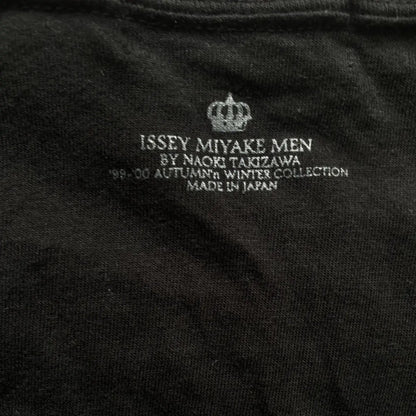 ISSEY MIYAKE MEN
BY NAOKI TAKIZAWA
'99-'00 AUTUMN'n WINTER COLLECTION
MADE IN JAPAN